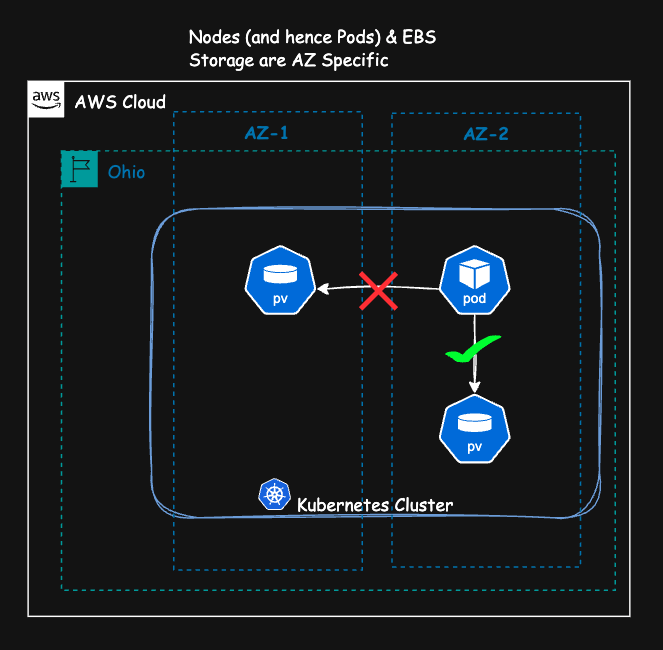 Nodes (and hence Pods) & EBS
Storage are AZ Specific
aws
AWS Cloud
AZ-1
AZ-2
Ohio
pv
pod
pv
Kubernetes Cluster